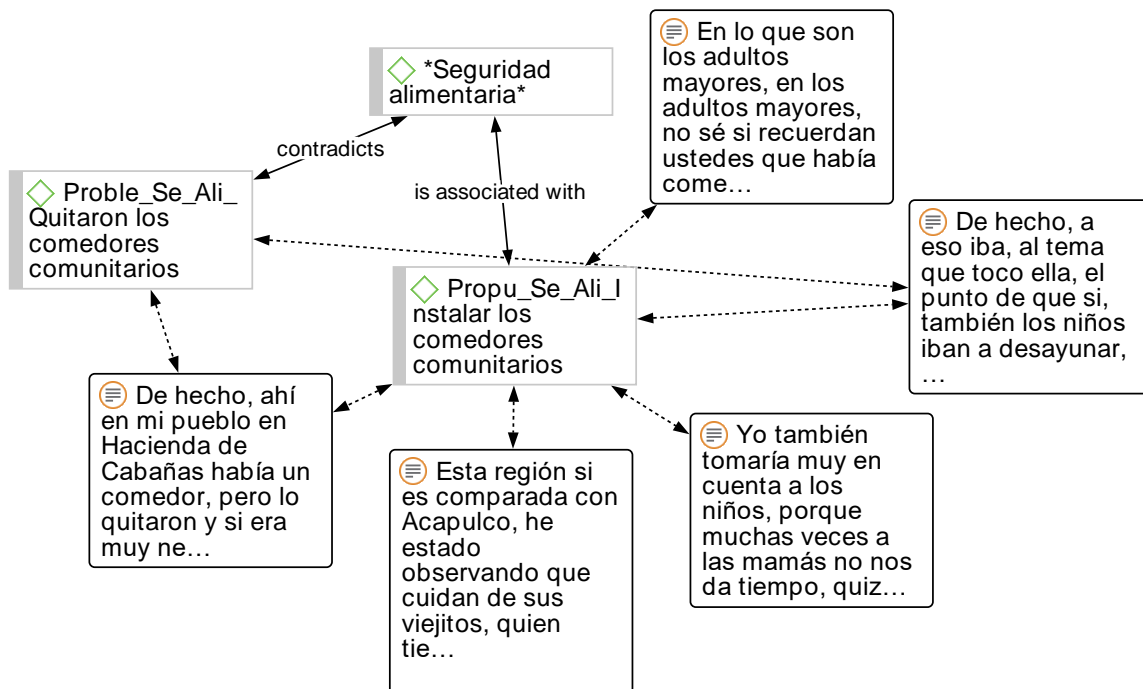 *Seguridad
alimentaria*
contradicts
is associated with
Proble_Se_Ali_
Quitaron los
comedores
comunitarios
Propu_Se_Ali_I
nstalar los
comedores
comunitarios
En lo que son
los adultos
mayores, en los
adultos mayores,
no sé si recuerdan
ustedes que había
come…
De hecho, a
eso iba, al tema
que toco ella, el
punto de que si,
también los niños
iban a desayunar,
…
De hecho, ahí
en mi pueblo en
Hacienda de
Cabañas había un
comedor, pero lo
quitaron y si era
muy ne…
Esta región si
es comparada con
Acapulco, he
estado
observando que
cuidan de sus
viejitos, quien
tie…
Yo también
tomaría muy en
cuenta a los
niños, porque
muchas veces a
las mamás no nos
da tiempo, quiz…